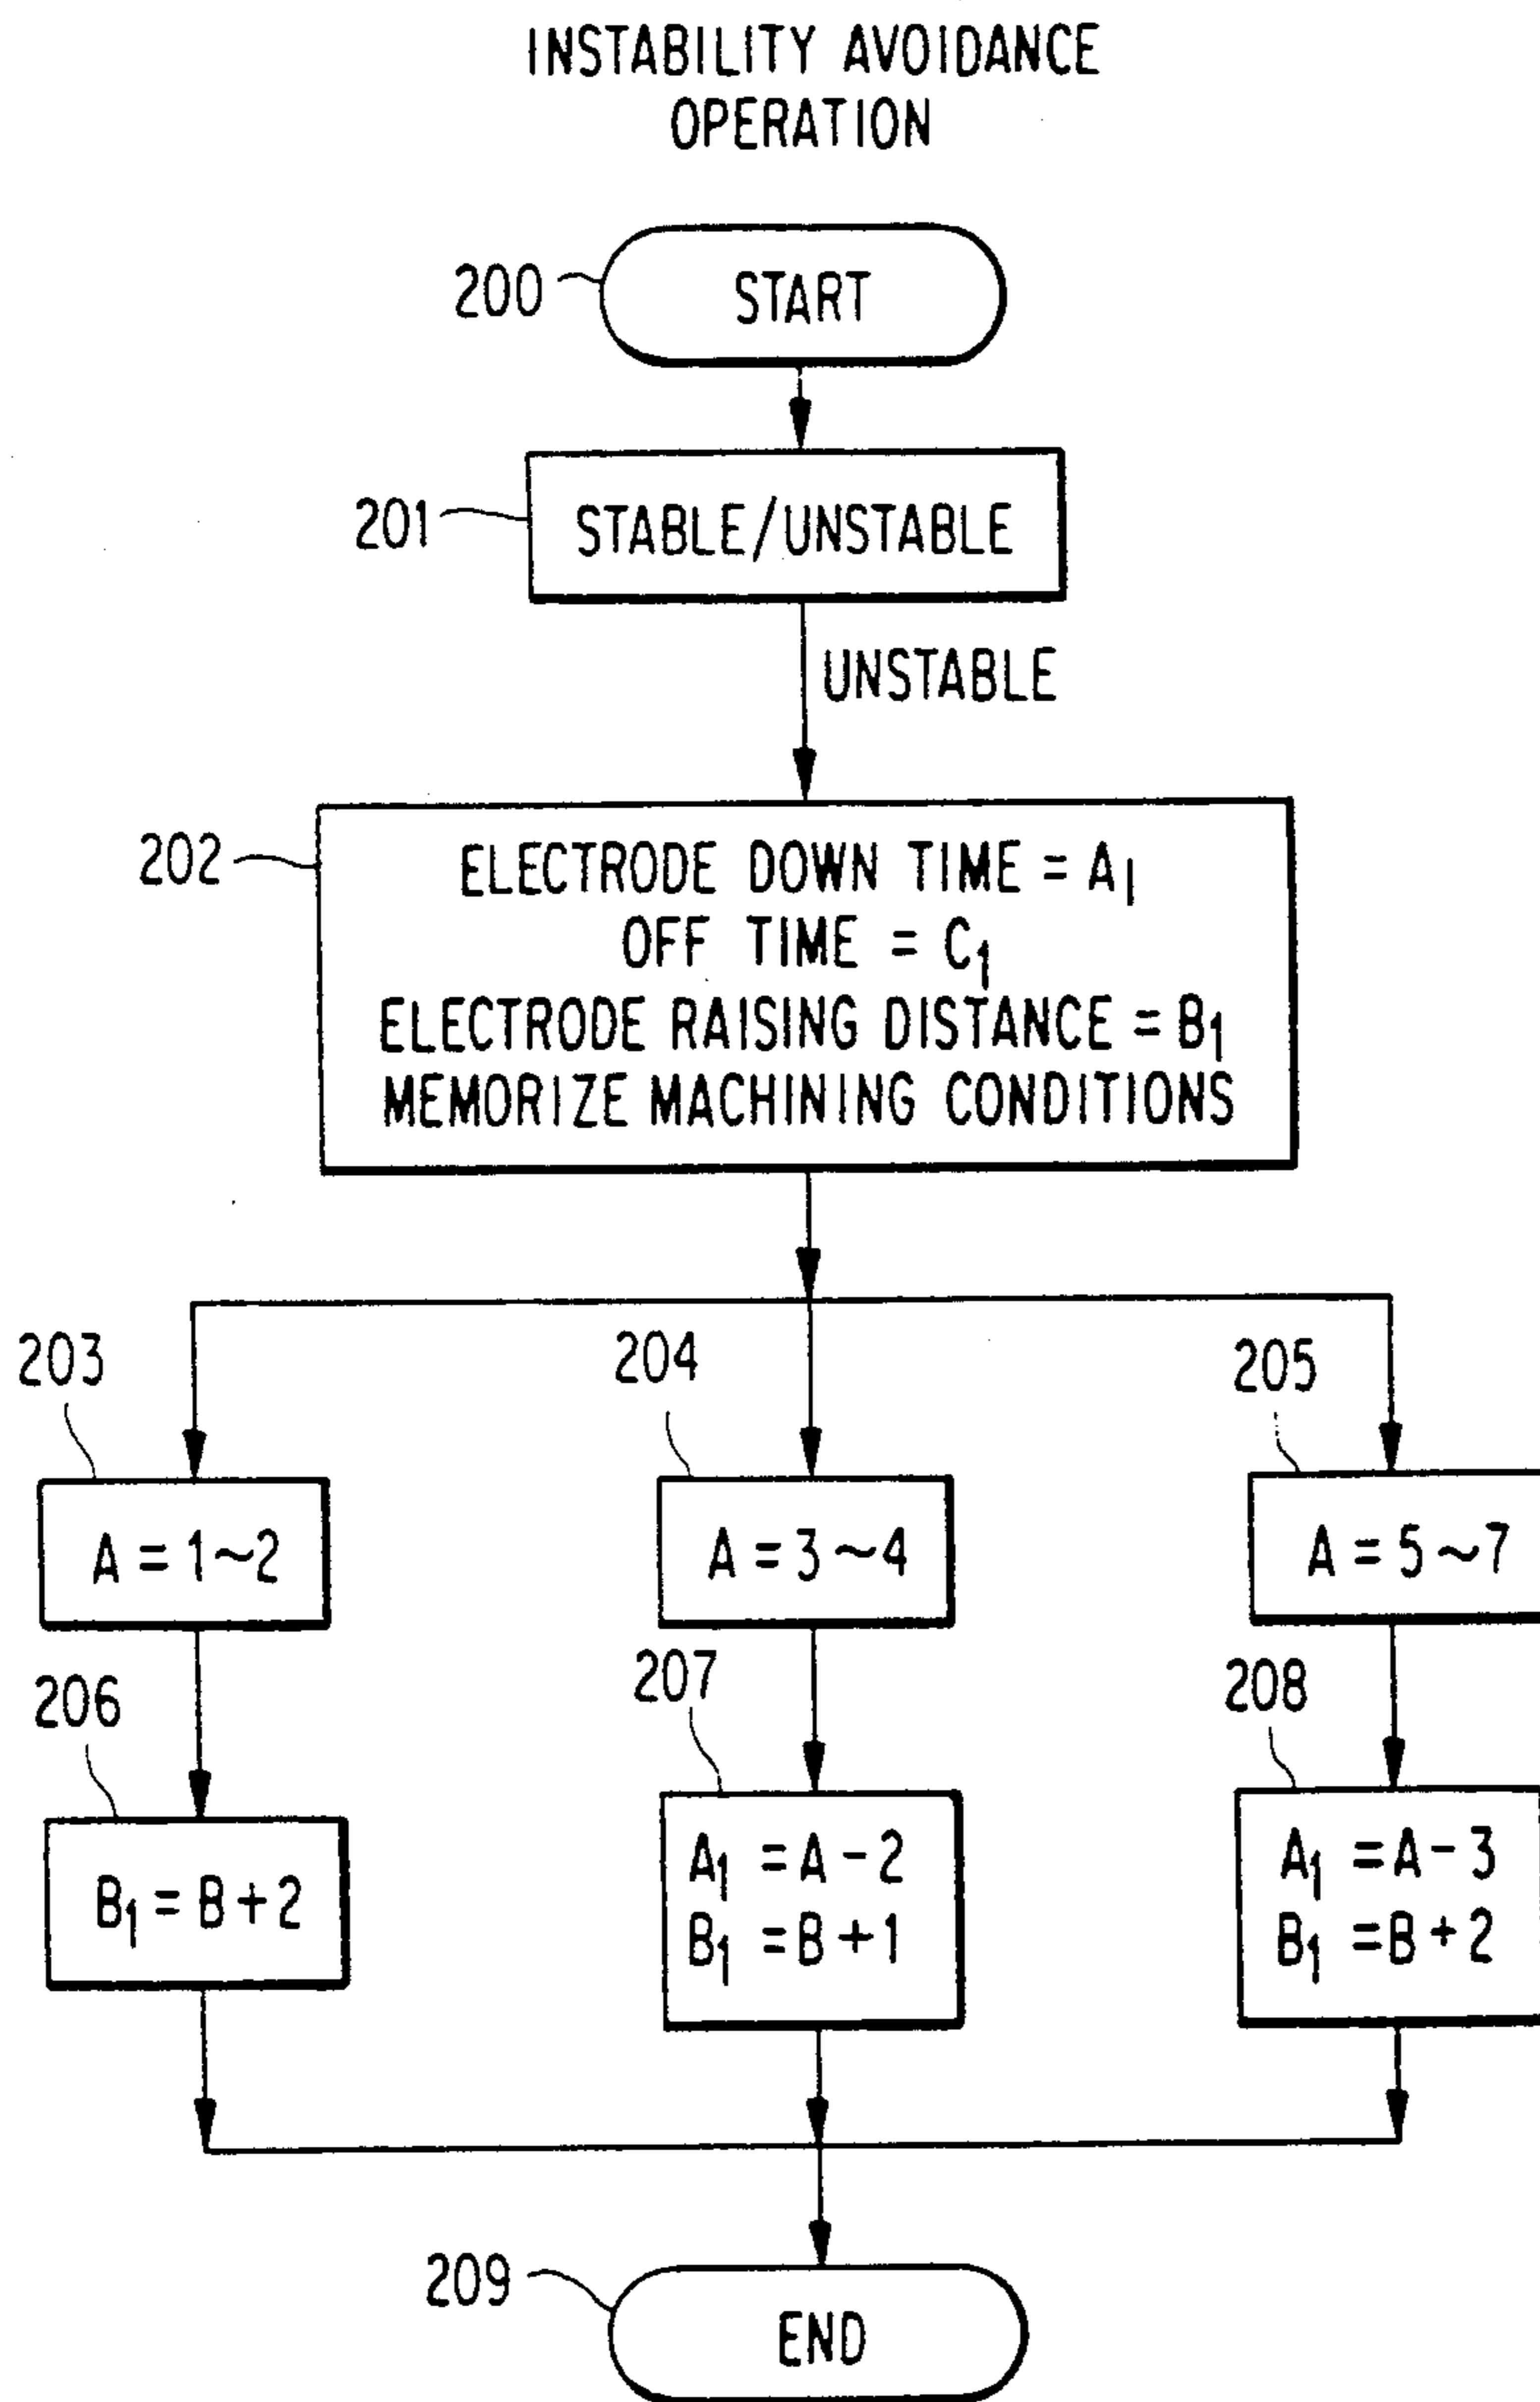 INSTABILITY AVOIDANCE
OPERATION
200
START
201
STABLE/UNSTABLE
UNSTABLE
202
ELECTRODE DOWN TIME = A₁
OFF TIME = C₁
ELECTRODE RAISING DISTANCE = B₁
MEMORIZE MACHINING CONDITIONS
203
204
205
A = 1~2
A = 3~4
A = 5~7
206
207
208
B₁ = B+2
A₁ = A-2
B₁ = B+1
A₁ = A-3
B₁ = B+2
209
END